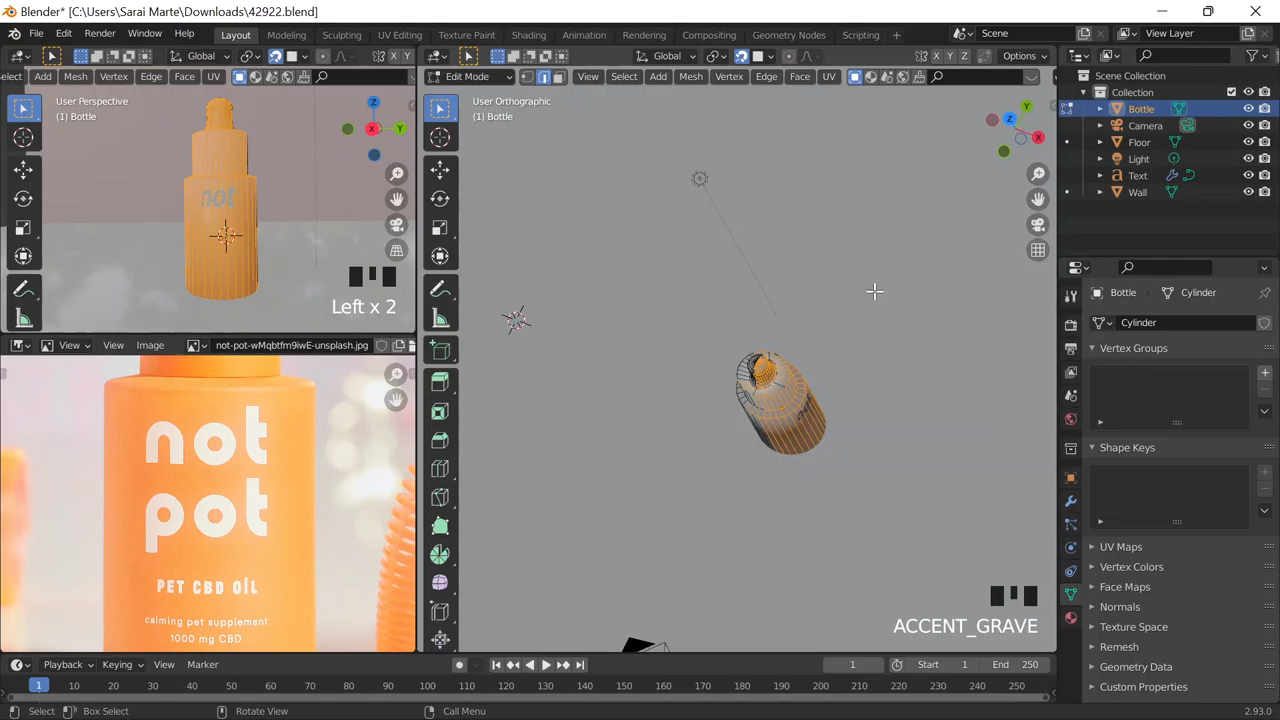 Blender* [C:\Users\Sarai Marte\Downloads\42922.blend]
File Edit Render Window Help Layout Modeling Sculpting UV Editing Texture Paint Shading Animation Rendering Compositing Geometry Nodes Scripting + Scene View Layer
Global X Global X Y Z Options
elect Add Mesh Vertex Edge Face UV Edit Mode View Select Add Mesh Vertex Edge Face UV
Scene Collection
Collection
Bottle
Camera
Floor
Light
Text
Wall
User Perspective
(1) Bottle
X Y Z
not
Left x 2
User Orthographic
(1) Bottle
X Y Z
ACCENT_GRAVE
View View Image not-pot-wMqbtfm9iwE-unsplash.jpg
not
pot
PET CBD OIL
calming pet supplement
1000 mg CBD
Bottle Cylinder
Cylinder
Vertex Groups
Shape Keys
UV Maps
Vertex Colors
Face Maps
Normals
Texture Space
Remesh
Geometry Data
Custom Properties
Playback Keying View Marker 1 Start 1 End 250
1 10 20 30 40 50 60 70 80 90 100 110 120 130 140 150 160 170 180 190 200 210 220 230 240 250
Select Box Select Rotate View Call Menu 2.93.0